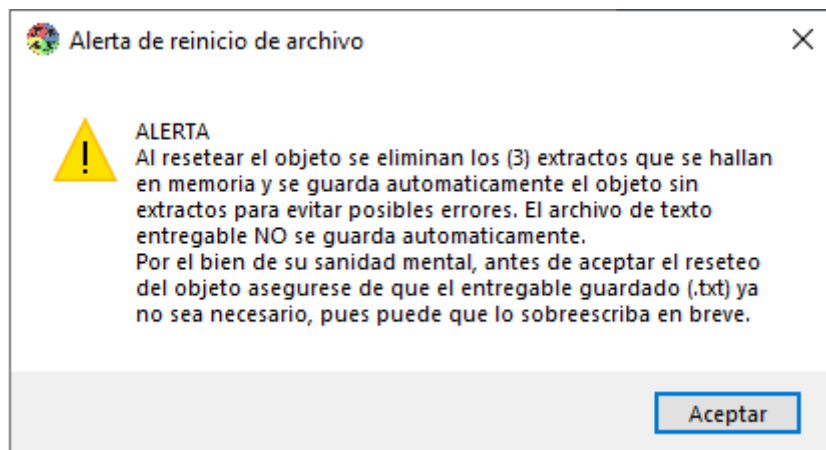 Alerta de reinicio de archivo
ALERTA
Al resetear el objeto se eliminan los (3) extractos que se hallan
en memoria y se guarda automaticamente el objeto sin
extractos para evitar posibles errores. El archivo de texto
entregable NO se guarda automaticamente.
Por el bien de su sanidad mental, antes de aceptar el reseteo
del objeto asegurese de que el entregable guardado (.txt) ya
no sea necesario, pues puede que lo sobreescriba en breve.
Aceptar